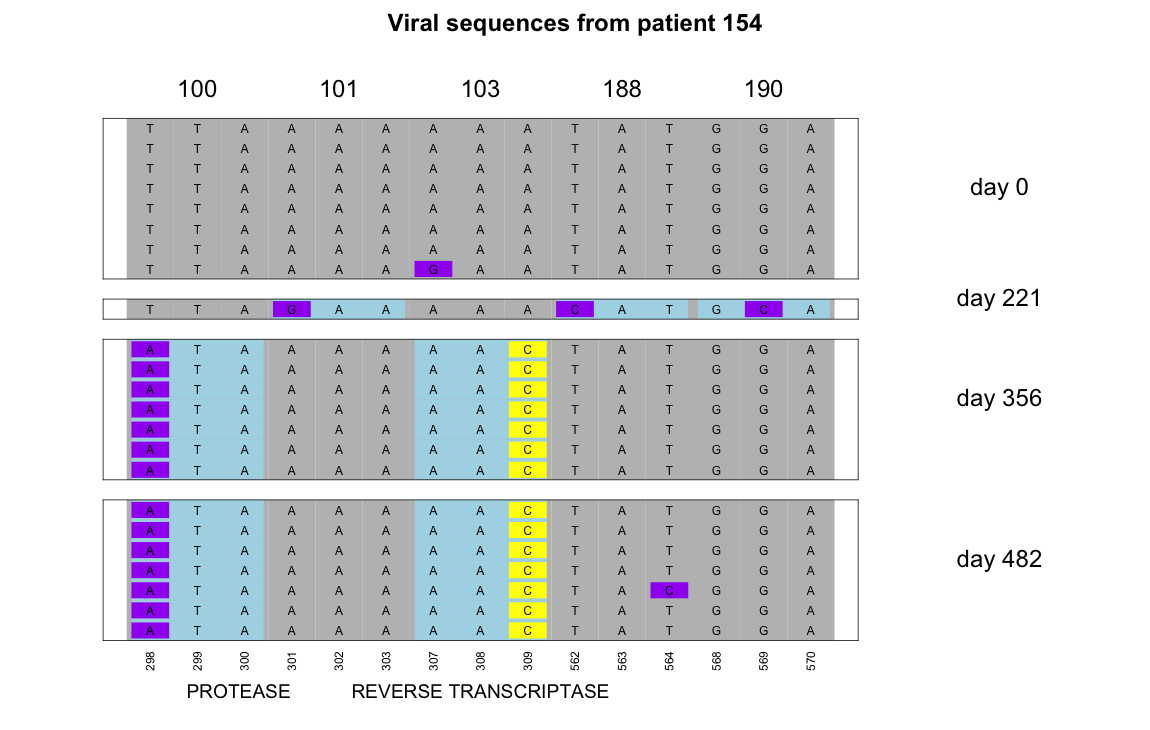 Viral sequences from patient 154
100 101 103 188 190
T T A A A A A A A T A T G G A
T T A A A A A A A T A T G G A
T T A A A A A A A T A T G G A
T T A A A A A A A T A T G G A
day 0
T T A A A A A A A T A T G G A
T T A A A A A A A T A T G G A
T T A A A A A A A T A T G G A
T T A A A A G A A T A T G G A
T T A G A A A A A C A T G C A
day 221
A T A A A A A A C T A T G G A
A T A A A A A A C T A T G G A
A T A A A A A A C T A T G G A
day 356
A T A A A A A A C T A T G G A
A T A A A A A A C T A T G G A
A T A A A A A A C T A T G G A
A T A A A A A A C T A T G G A
A T A A A A A A C T A T G G A
A T A A A A A A C T A T G G A
A T A A A A A A C T A T G G A
day 482
A T A A A A A A C T A T G G A
A T A A A A A A C T A C G G A
A T A A A A A A C T A T G G A
A T A A A A A A C T A T G G A
298 299 300 301 302 303 307 308 309 562 563 564 568 569 570
PROTEASE REVERSE TRANSCRIPTASE